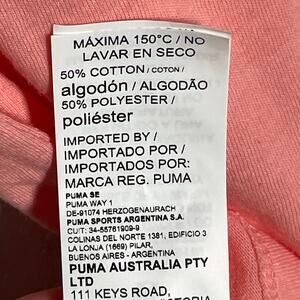 MÁXIMA 150°C / NO
LAVAR EN SECO
50% COTTON / COTON /
algodón / ALGODÃO
50% POLYESTER /
poliéster
IMPORTED BY /
IMPORTADO POR /
IMPORTADOS POR:
MARCA REG. PUMA
PUMA SE
PUMA WAY 1
DE-91074 HERZOGENAURACH
PUMA SPORTS ARGENTINA S.A.
CUIT: 34-55761909-9
COLINAS DEL NORTE 1381, EDIFICIO 3
LA LONJA (1669) PILAR,
BUENOS AIRES - ARGENTINA
PUMA AUSTRALIA PTY
LTD
111 KEYS ROAD,